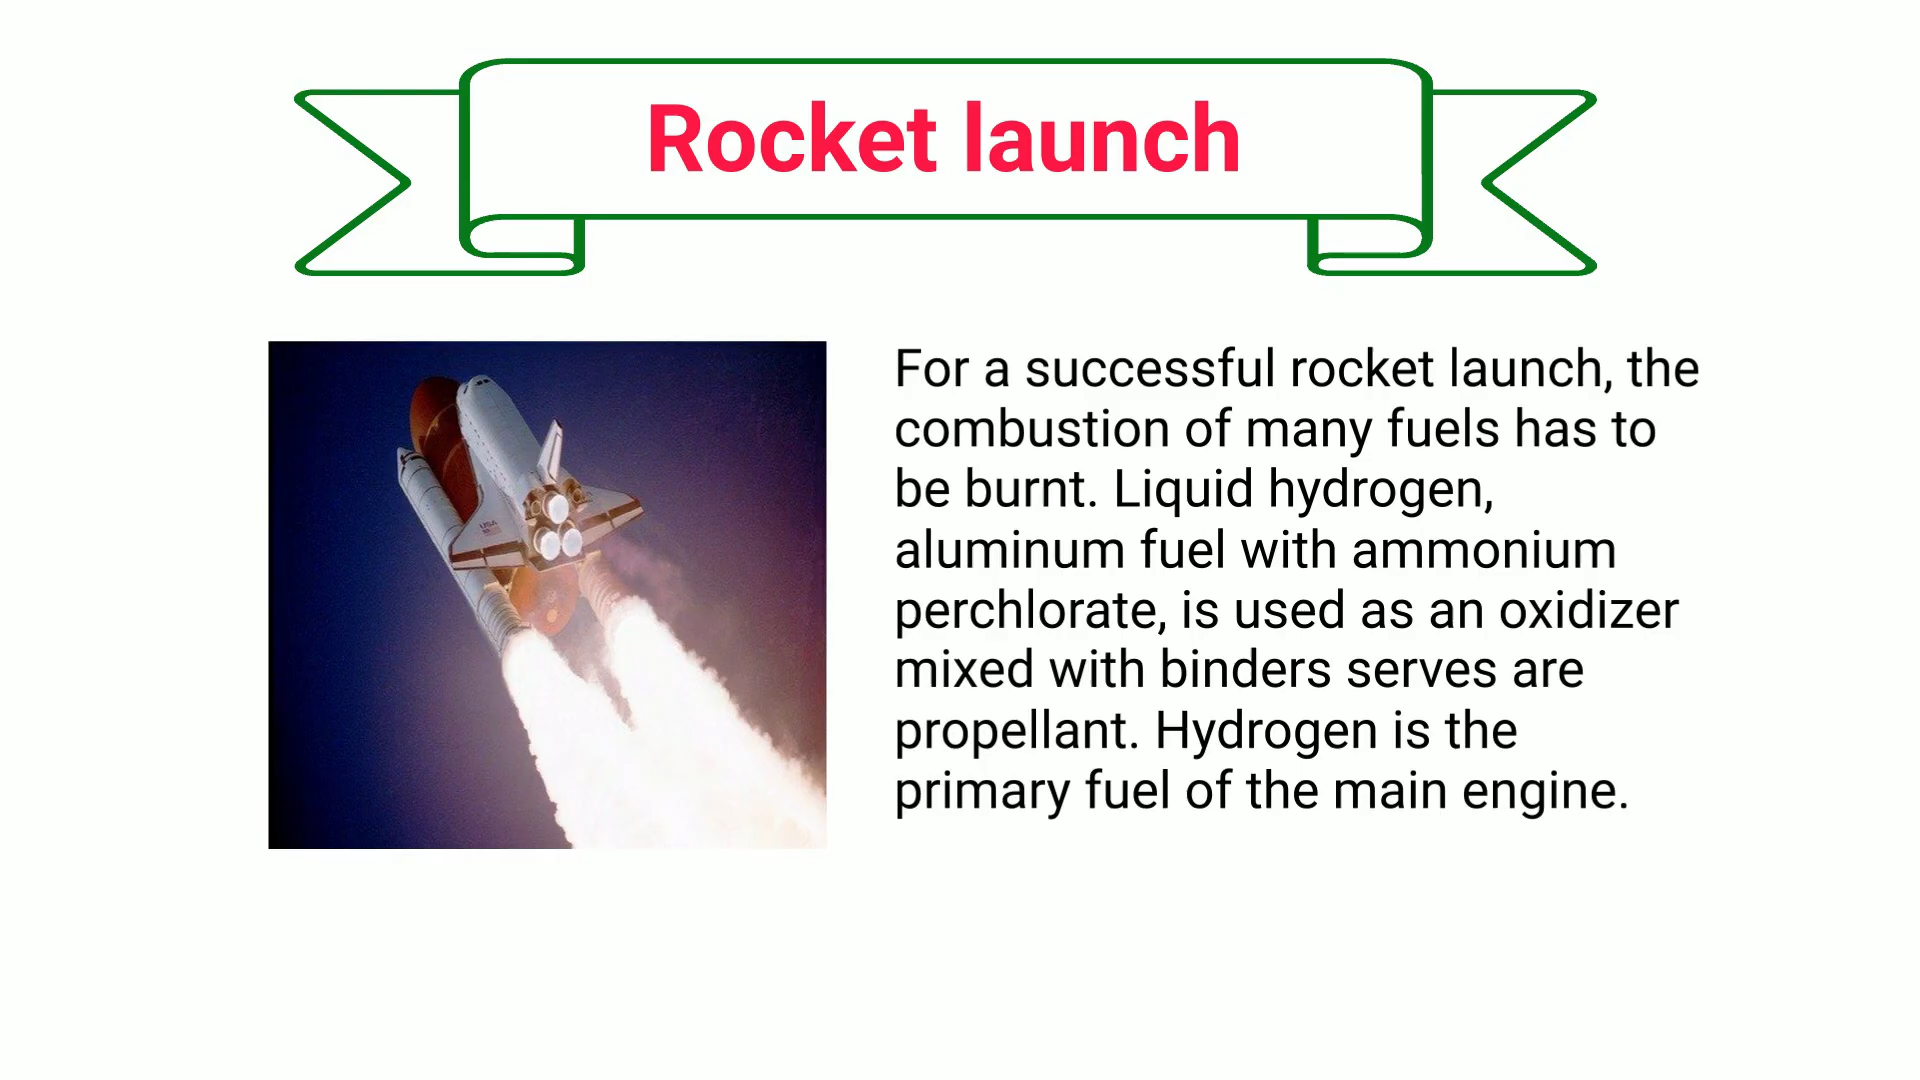 Rocket launch
For a successful rocket launch, the
combustion of many fuels has to
be burnt. Liquid hydrogen,
aluminum fuel with ammonium
perchlorate, is used as an oxidizer
mixed with binders serves are
propellant. Hydrogen is the
primary fuel of the main engine.
USA